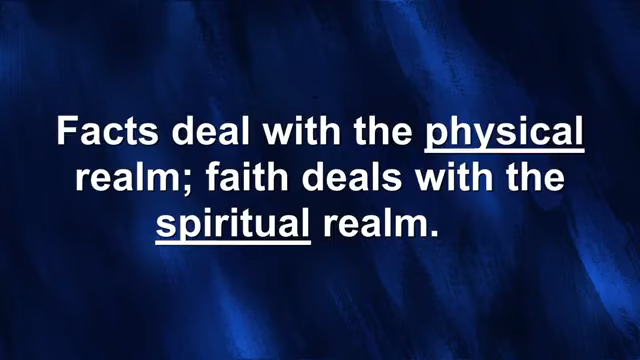 Facts deal with the physical
realm; faith deals with the
spiritual realm.